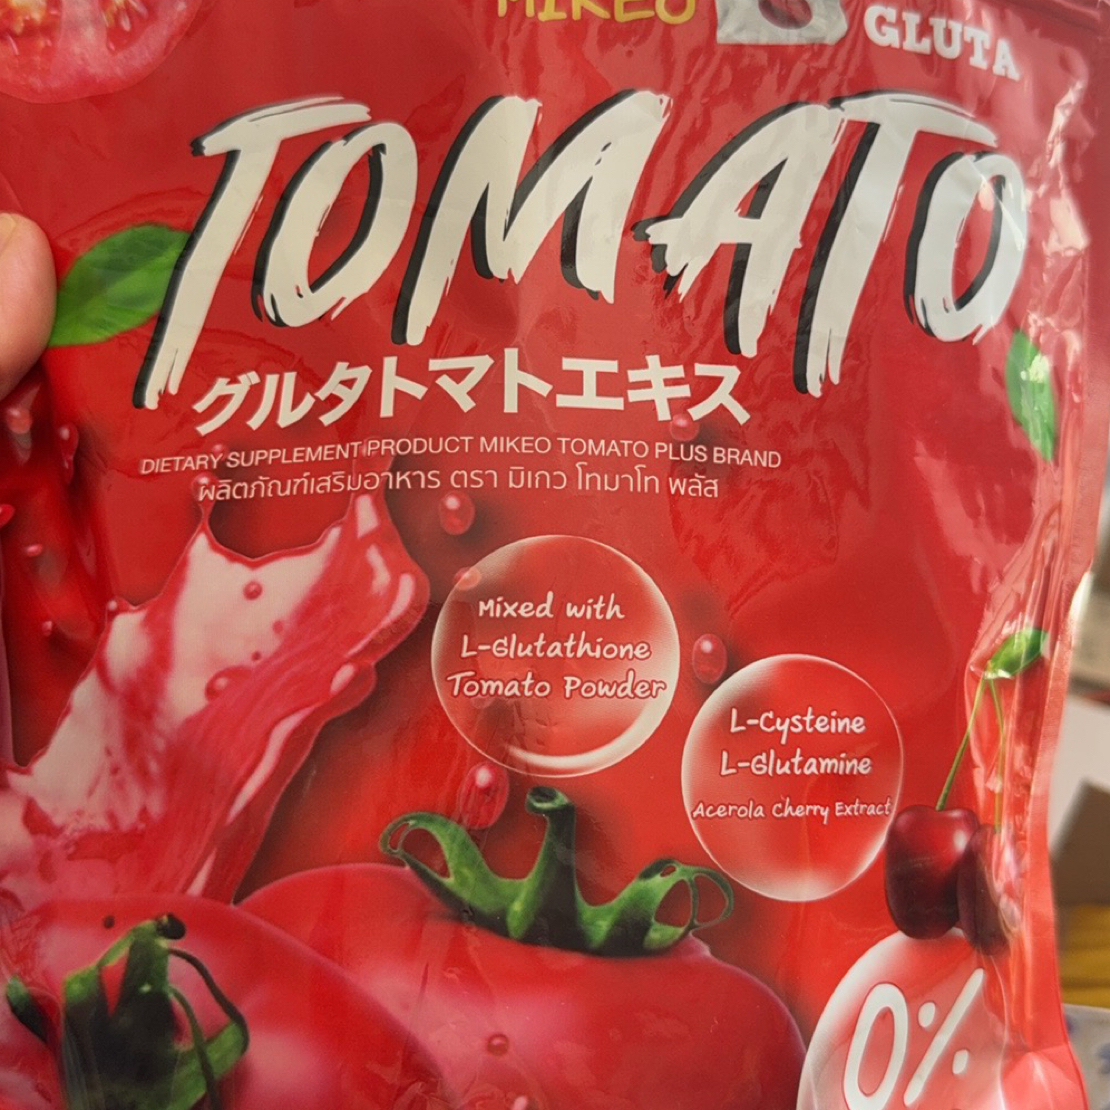 MIKEO
GLUTA
TOMATO
グルタトマトエキス
DIETARY SUPPLEMENT PRODUCT MIKEO TOMATO PLUS BRAND
ผลิตภัณฑ์เสริมอาหาร ตรา มิเกว โทมาโท พลัส
Mixed with
L-Glutathione
Tomato Powder
L-Cysteine
L-Glutamine
Acerola Cherry Extract
0%